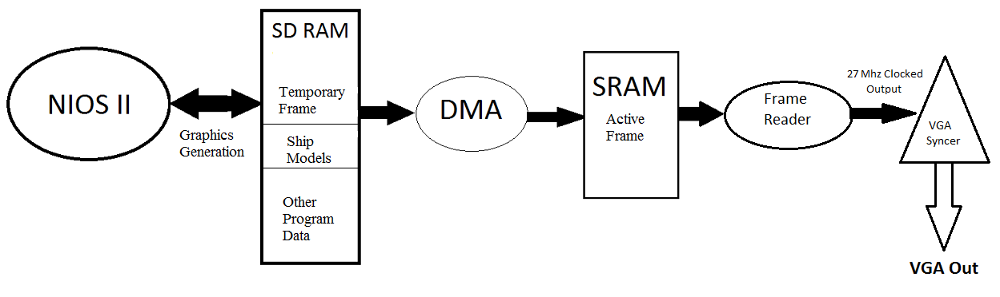 NIOS II
Graphics
Generation
SD RAM
Temporary
Frame
Ship
Models
Other
Program
Data
DMA
SRAM
Active
Frame
Frame
Reader
27 Mhz Clocked
Output
VGA
Syncer
VGA Out